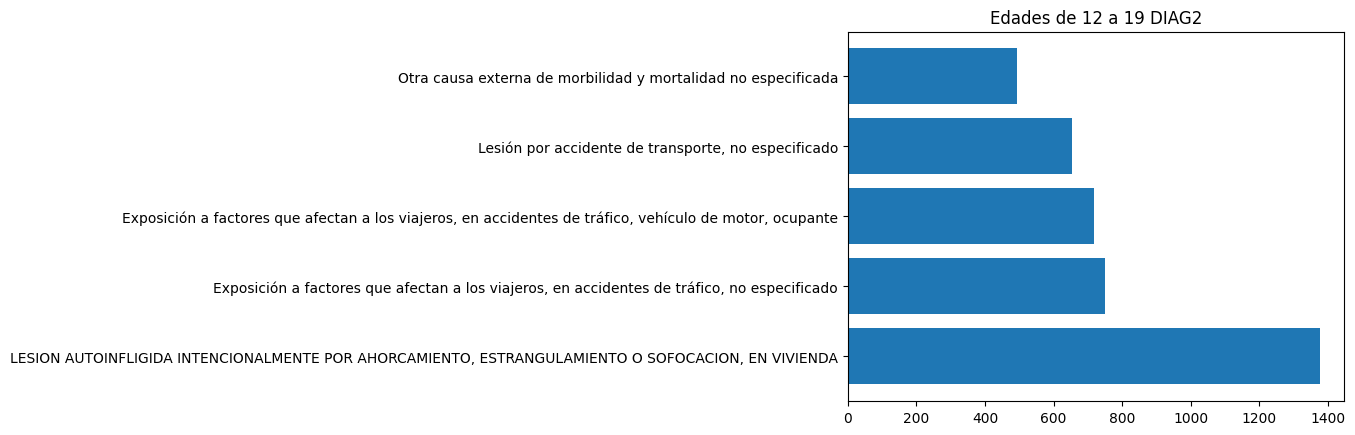 Edades de 12 a 19 DIAG2
Otra causa externa de morbilidad y mortalidad no especificada
Lesión por accidente de transporte, no especificado
Exposición a factores que afectan a los viajeros, en accidentes de tráfico, vehículo de motor, ocupante
Exposición a factores que afectan a los viajeros, en accidentes de tráfico, no especificado
LESION AUTOINFLIGIDA INTENCIONALMENTE POR AHORCAMIENTO, ESTRANGULAMIENTO O SOFOCACION, EN VIVIENDA
0 200 400 600 800 1000 1200 1400